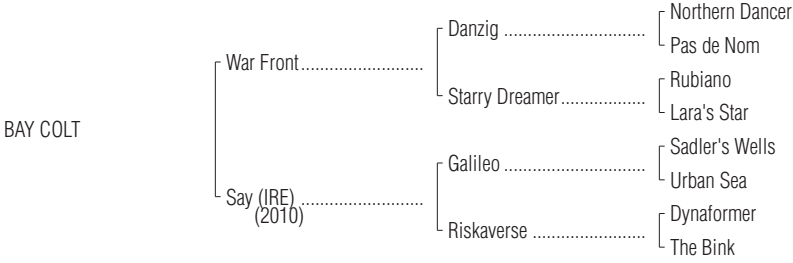 Northern Dancer
Danzig ..............................
Pas de Nom
War Front..........................
Rubiano
Starry Dreamer..................
Lara's Star
BAY COLT
Sadler's Wells
Galileo ..............................
Urban Sea
Say (IRE) ..........................
(2010)
Dynaformer
Riskaverse ........................
The Bink